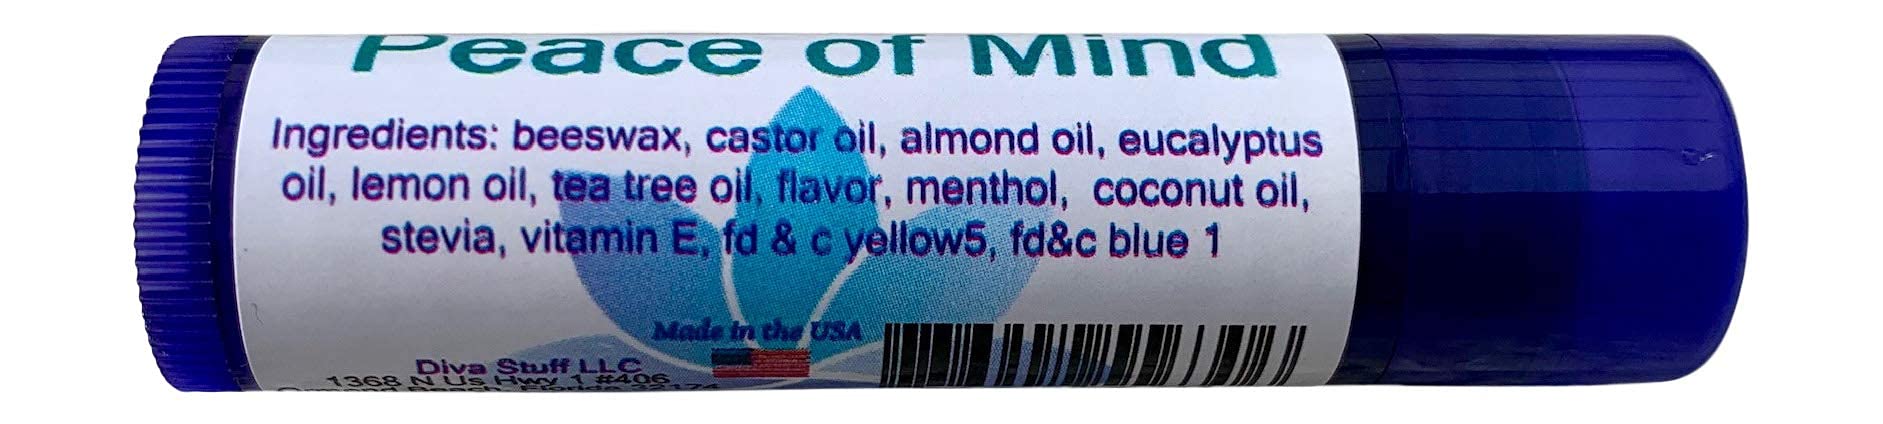 Peace of Mind
Ingredients: beeswax, castor oil, almond oil, eucalyptus
oil, lemon oil, tea tree oil, flavor, menthol, coconut oil,
stevia, vitamin E, fd & c yellow5, fd&c blue 1
Made in the USA
Diva Stuff LLC
1368 N Us Hwy 1 #406